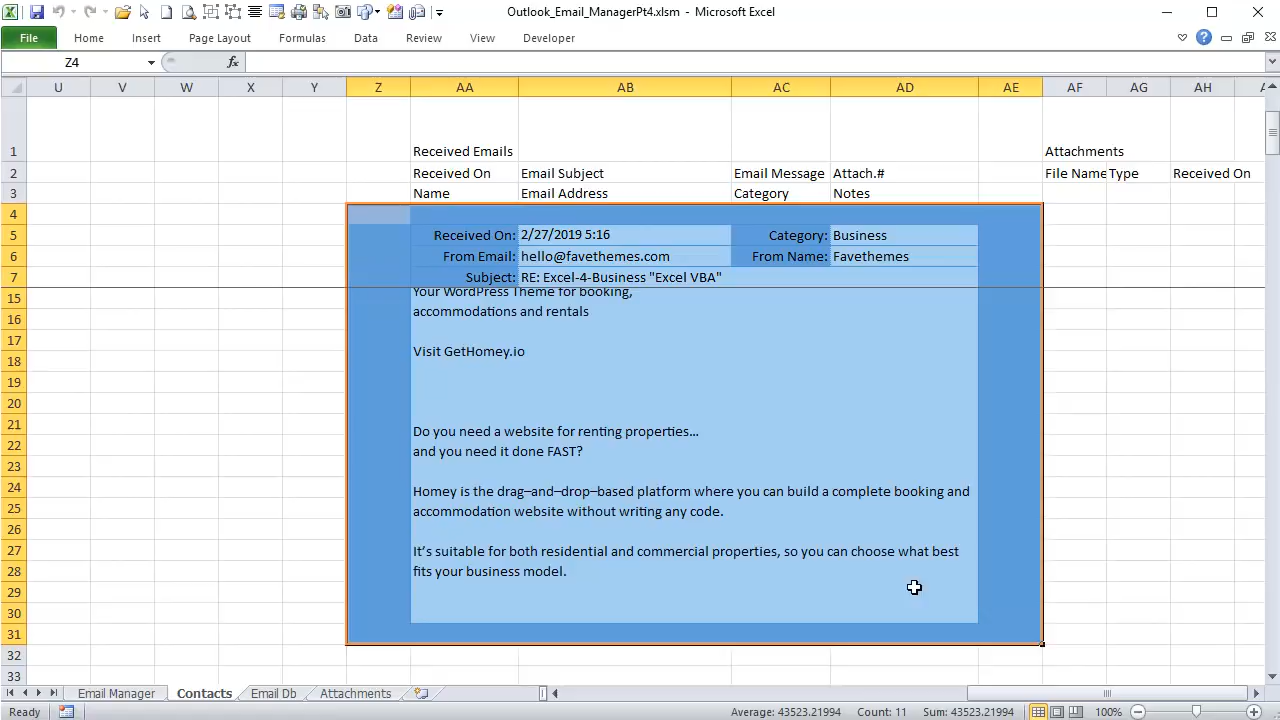 Outlook_Email_ManagerPt4.xlsm - Microsoft Excel
File Home Insert Page Layout Formulas Data Review View Developer
Z4 fx
U V W X Y Z AA AB AC AD AE AF AG AH A
1 Received Emails Attachments
2 Received On Email Subject Email Message Attach.# File Name Type Received On
3 Name Email Address Category Notes
4
5 Received On: 2/27/2019 5:16 Category: Business
6 From Email: hello@favethemes.com From Name: Favethemes
7 Subject: RE: Excel-4-Business "Excel VBA"
15 Your WordPress Theme for booking,
16 accommodations and rentals
17
18 Visit GetHomey.io
19
20
21
22 Do you need a website for renting properties…
23 and you need it done FAST?
24 Homey is the drag–and–drop–based platform where you can build a complete booking and
25 accommodation website without writing any code.
26
27 It's suitable for both residential and commercial properties, so you can choose what best
28 fits your business model.
29
30
31
32
33
Email Manager Contacts Email Db Attachments
Ready Average: 43523.21994 Count: 11 Sum: 43523.21994 100%